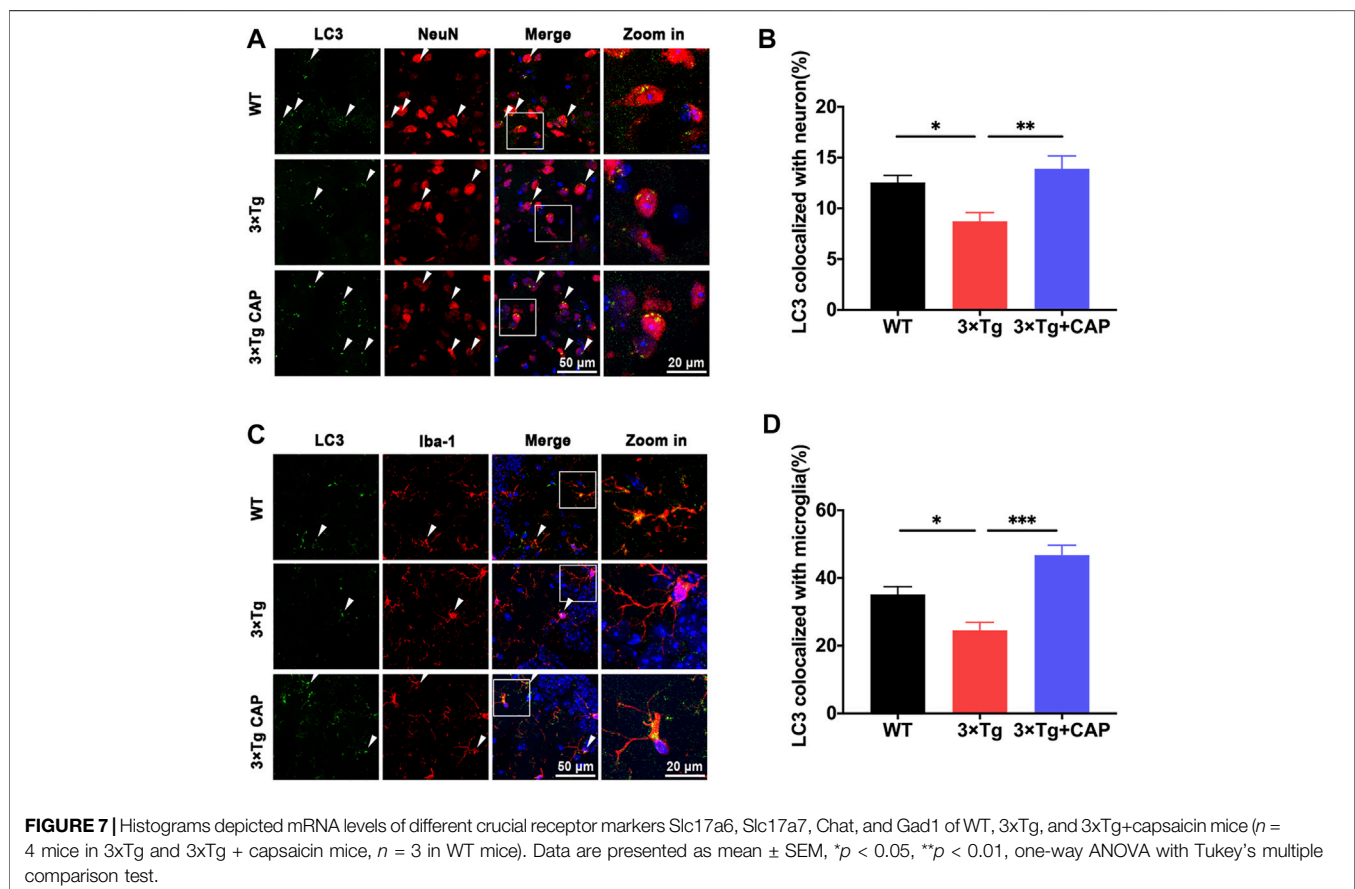 A
LC3 NeuN Merge Zoom in
WT
3×Tg
3×Tg CAP
50 µm 20 µm
B
LC3 colocalized with neuron(%)
20
15
10
5
0
* **
WT 3×Tg 3×Tg+CAP
C
LC3 Iba-1 Merge Zoom in
WT
3×Tg
3×Tg CAP
50 µm 20 µm
D
LC3 colocalized with microglia(%)
60
40
20
0
* ***
WT 3×Tg 3×Tg+CAP
FIGURE 7 | Histograms depicted mRNA levels of different crucial receptor markers Slc17a6, Slc17a7, Chat, and Gad1 of WT, 3xTg, and 3xTg+capsaicin mice (n =
4 mice in 3xTg and 3xTg + capsaicin mice, n = 3 in WT mice). Data are presented as mean ± SEM, *p < 0.05, **p < 0.01, one-way ANOVA with Tukey's multiple
comparison test.